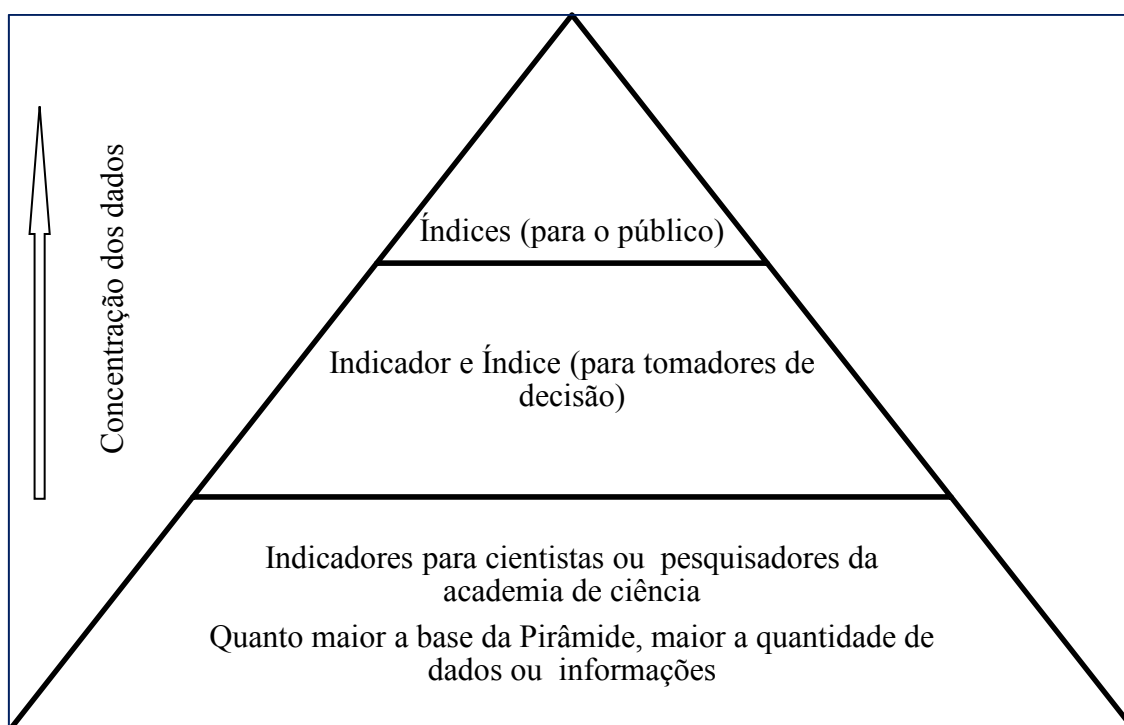 Concentração dos dados
Índices (para o público)
Indicador e Índice (para tomadores de
decisão)
Indicadores para cientistas ou pesquisadores da
academia de ciência
Quanto maior a base da Pirâmide, maior a quantidade de
dados ou informações